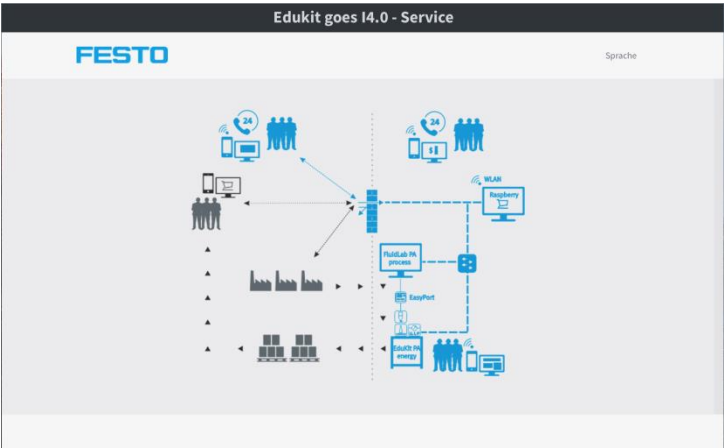 Edukit goes I4.0 - Service
FESTO
Sprache
24
24
$
WLAN
Raspberry
FluidLab PA
process
EasyPort
EduKit PA
energy